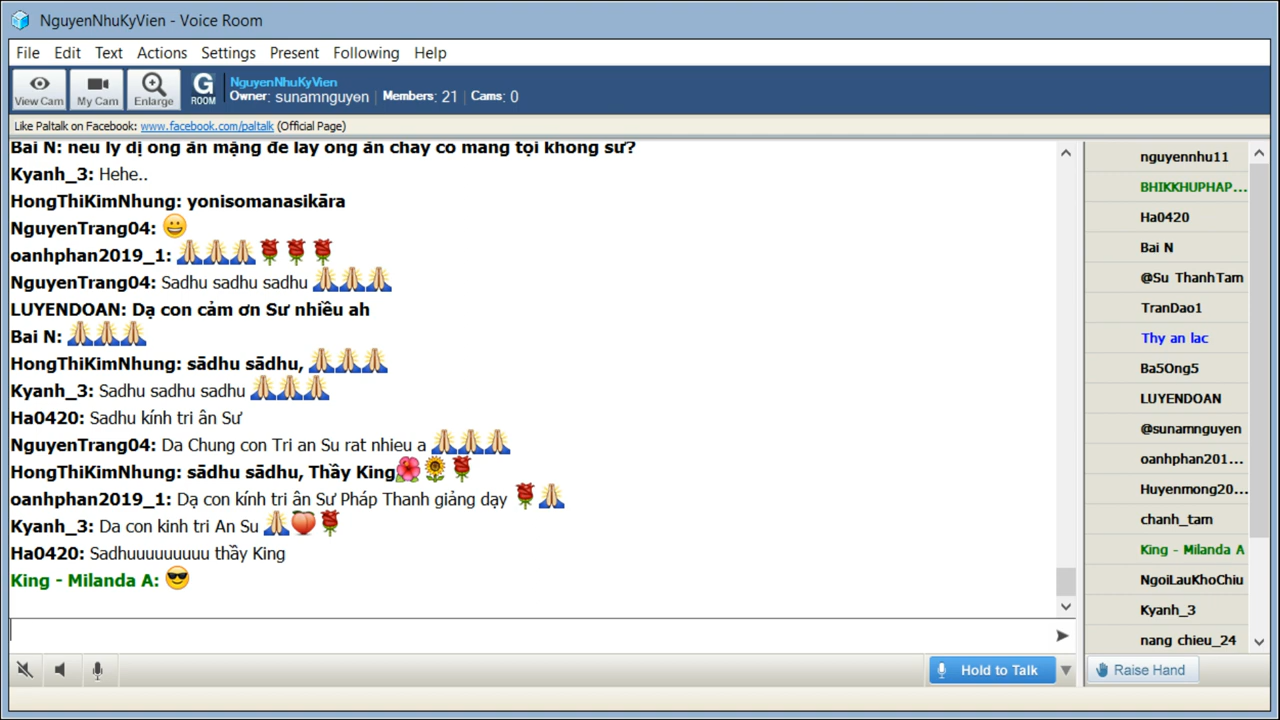 NguyenNhuKyVien - Voice Room
File Edit Text Actions Settings Present Following Help
View Cam
My Cam
Enlarge
G ROOM
NguyenNhuKyVien
Owner: sunamnguyen | Members: 21 | Cams: 0
Like Paltalk on Facebook: www.facebook.com/paltalk (Official Page)
Bai N: neu ly dị ong ăn mặng đe lay ong ăn chay co mang tọi khong sư?
Kyanh_3: Hehe..
HongThiKimNhung: yonisomanasikāra
NguyenTrang04: 😀
oanhphan2019_1: 🙏🙏🙏🌹🌹🌹
NguyenTrang04: Sadhu sadhu sadhu 🙏🙏🙏
LUYENDOAN: Dạ con cảm ơn Sư nhiều ah
Bai N: 🙏🙏🙏
HongThiKimNhung: sādhu sādhu, 🙏🙏🙏
Kyanh_3: Sadhu sadhu sadhu 🙏🙏🙏
Ha0420: Sadhu kính tri ân Sư
NguyenTrang04: Da Chung con Tri an Su rat nhieu a 🙏🙏🙏
HongThiKimNhung: sādhu sādhu, Thầy King🌺🌻🌹
oanhphan2019_1: Dạ con kính tri ân Sư Pháp Thanh giảng dạy 🌹🙏
Kyanh_3: Da con kinh tri An Su 🙏🍑🌹
Ha0420: Sadhuuuuuuuuu thầy King
King - Milanda A: 😎
Hold to Talk
nguyennhu11
BHIKKHUPHAP...
Ha0420
Bai N
@Su ThanhTam
TranDao1
Thy an lac
Ba5Ong5
LUYENDOAN
@sunamnguyen
oanhphan201...
Huyenmong20...
chanh_tam
King - Milanda A
NgoiLauKhoChiu
Kyanh_3
nang chieu_24
Raise Hand